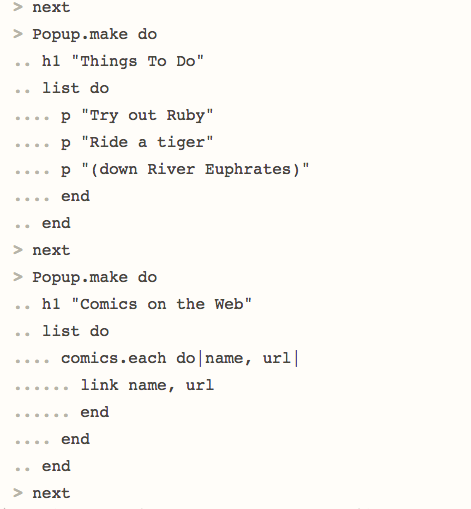 > next
> Popup.make do
.. h1 "Things To Do"
.. list do
.... p "Try out Ruby"
.... p "Ride a tiger"
.... p "(down River Euphrates)"
.... end
.. end
> next
> Popup.make do
.. h1 "Comics on the Web"
.. list do
.... comics.each do|name, url|
...... link name, url
...... end
.... end
.. end
> next